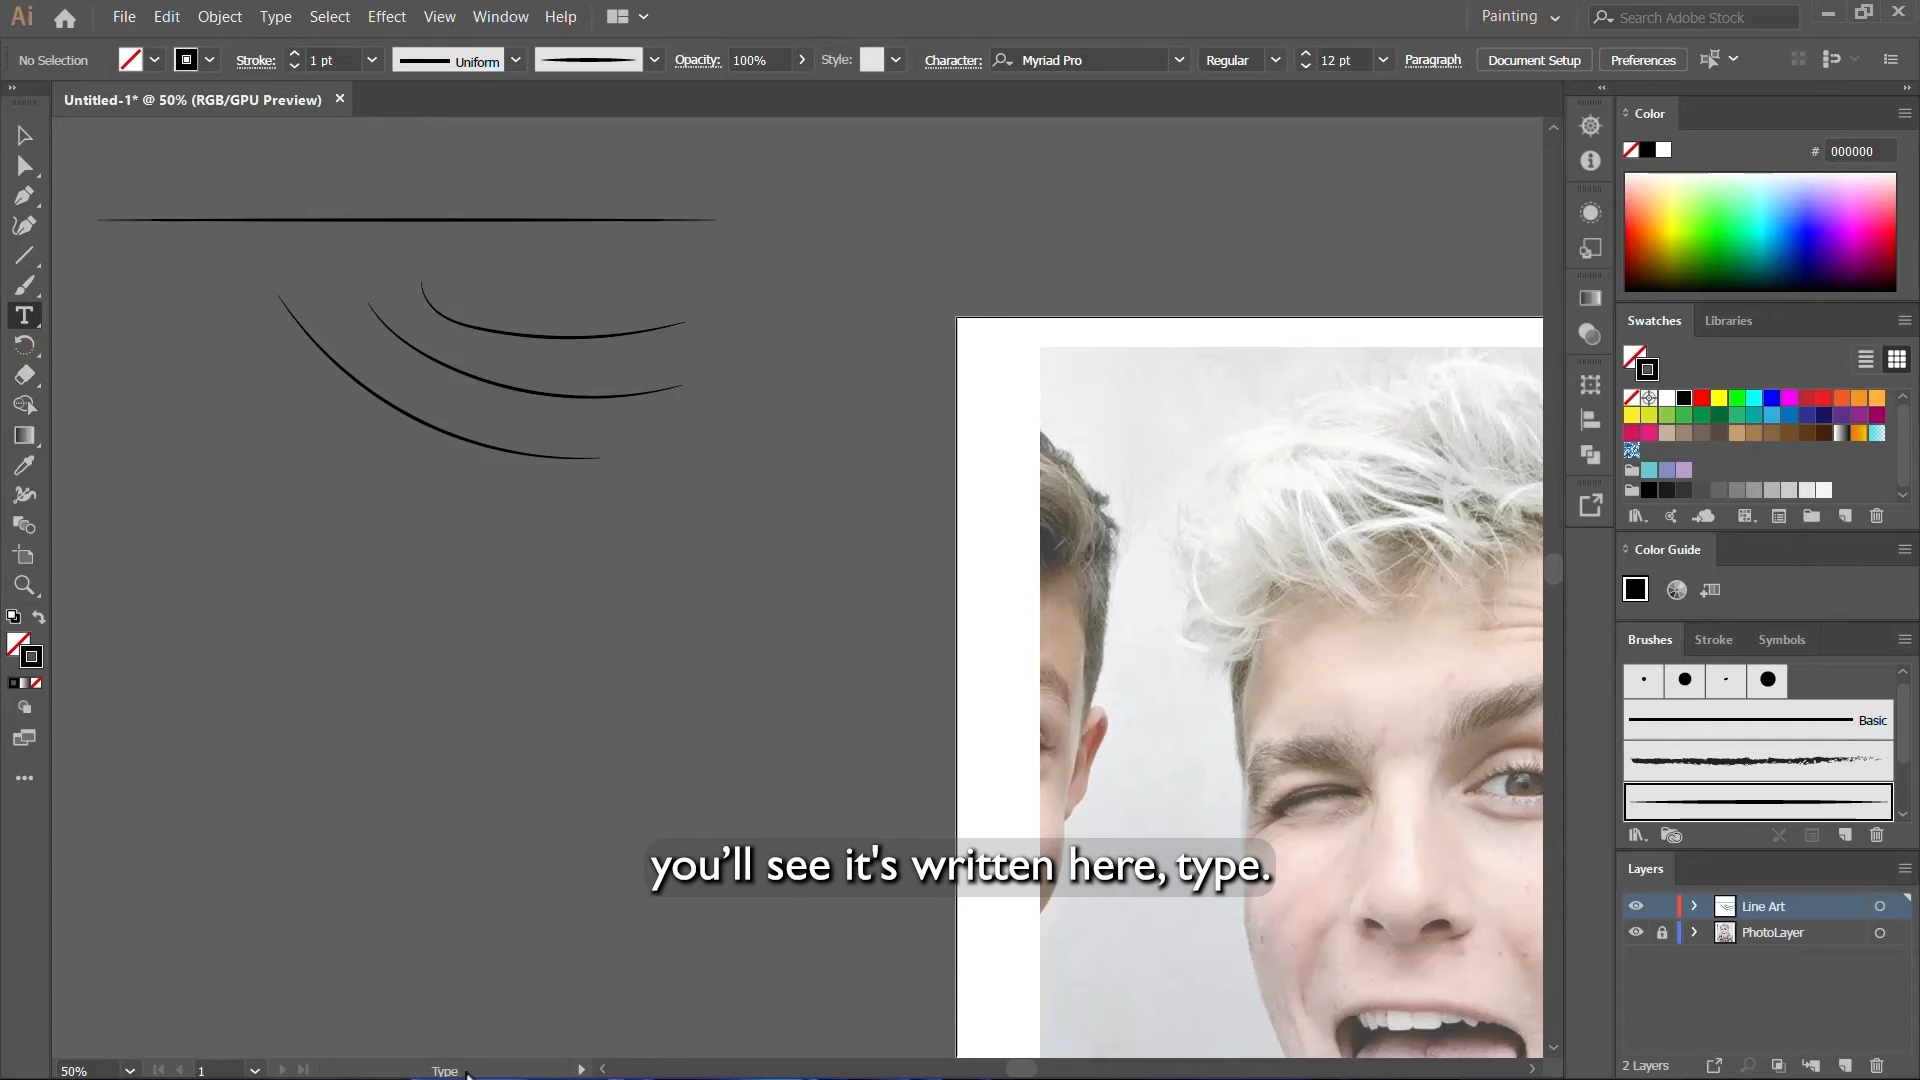 Ai File Edit Object Type Select Effect View Window Help Painting Search Adobe Stock
No Selection Stroke: 1 pt Uniform Opacity: 100% Style: Character: Myriad Pro Regular 12 pt Paragraph Document Setup Preferences
Untitled-1* @ 50% (RGB/GPU Preview)
Color
# 000000
Swatches Libraries
Color Guide
Brushes Stroke Symbols
Basic
you’ll see it's written here, type.
Layers
Line Art
PhotoLayer
2 Layers
50% 1 Type